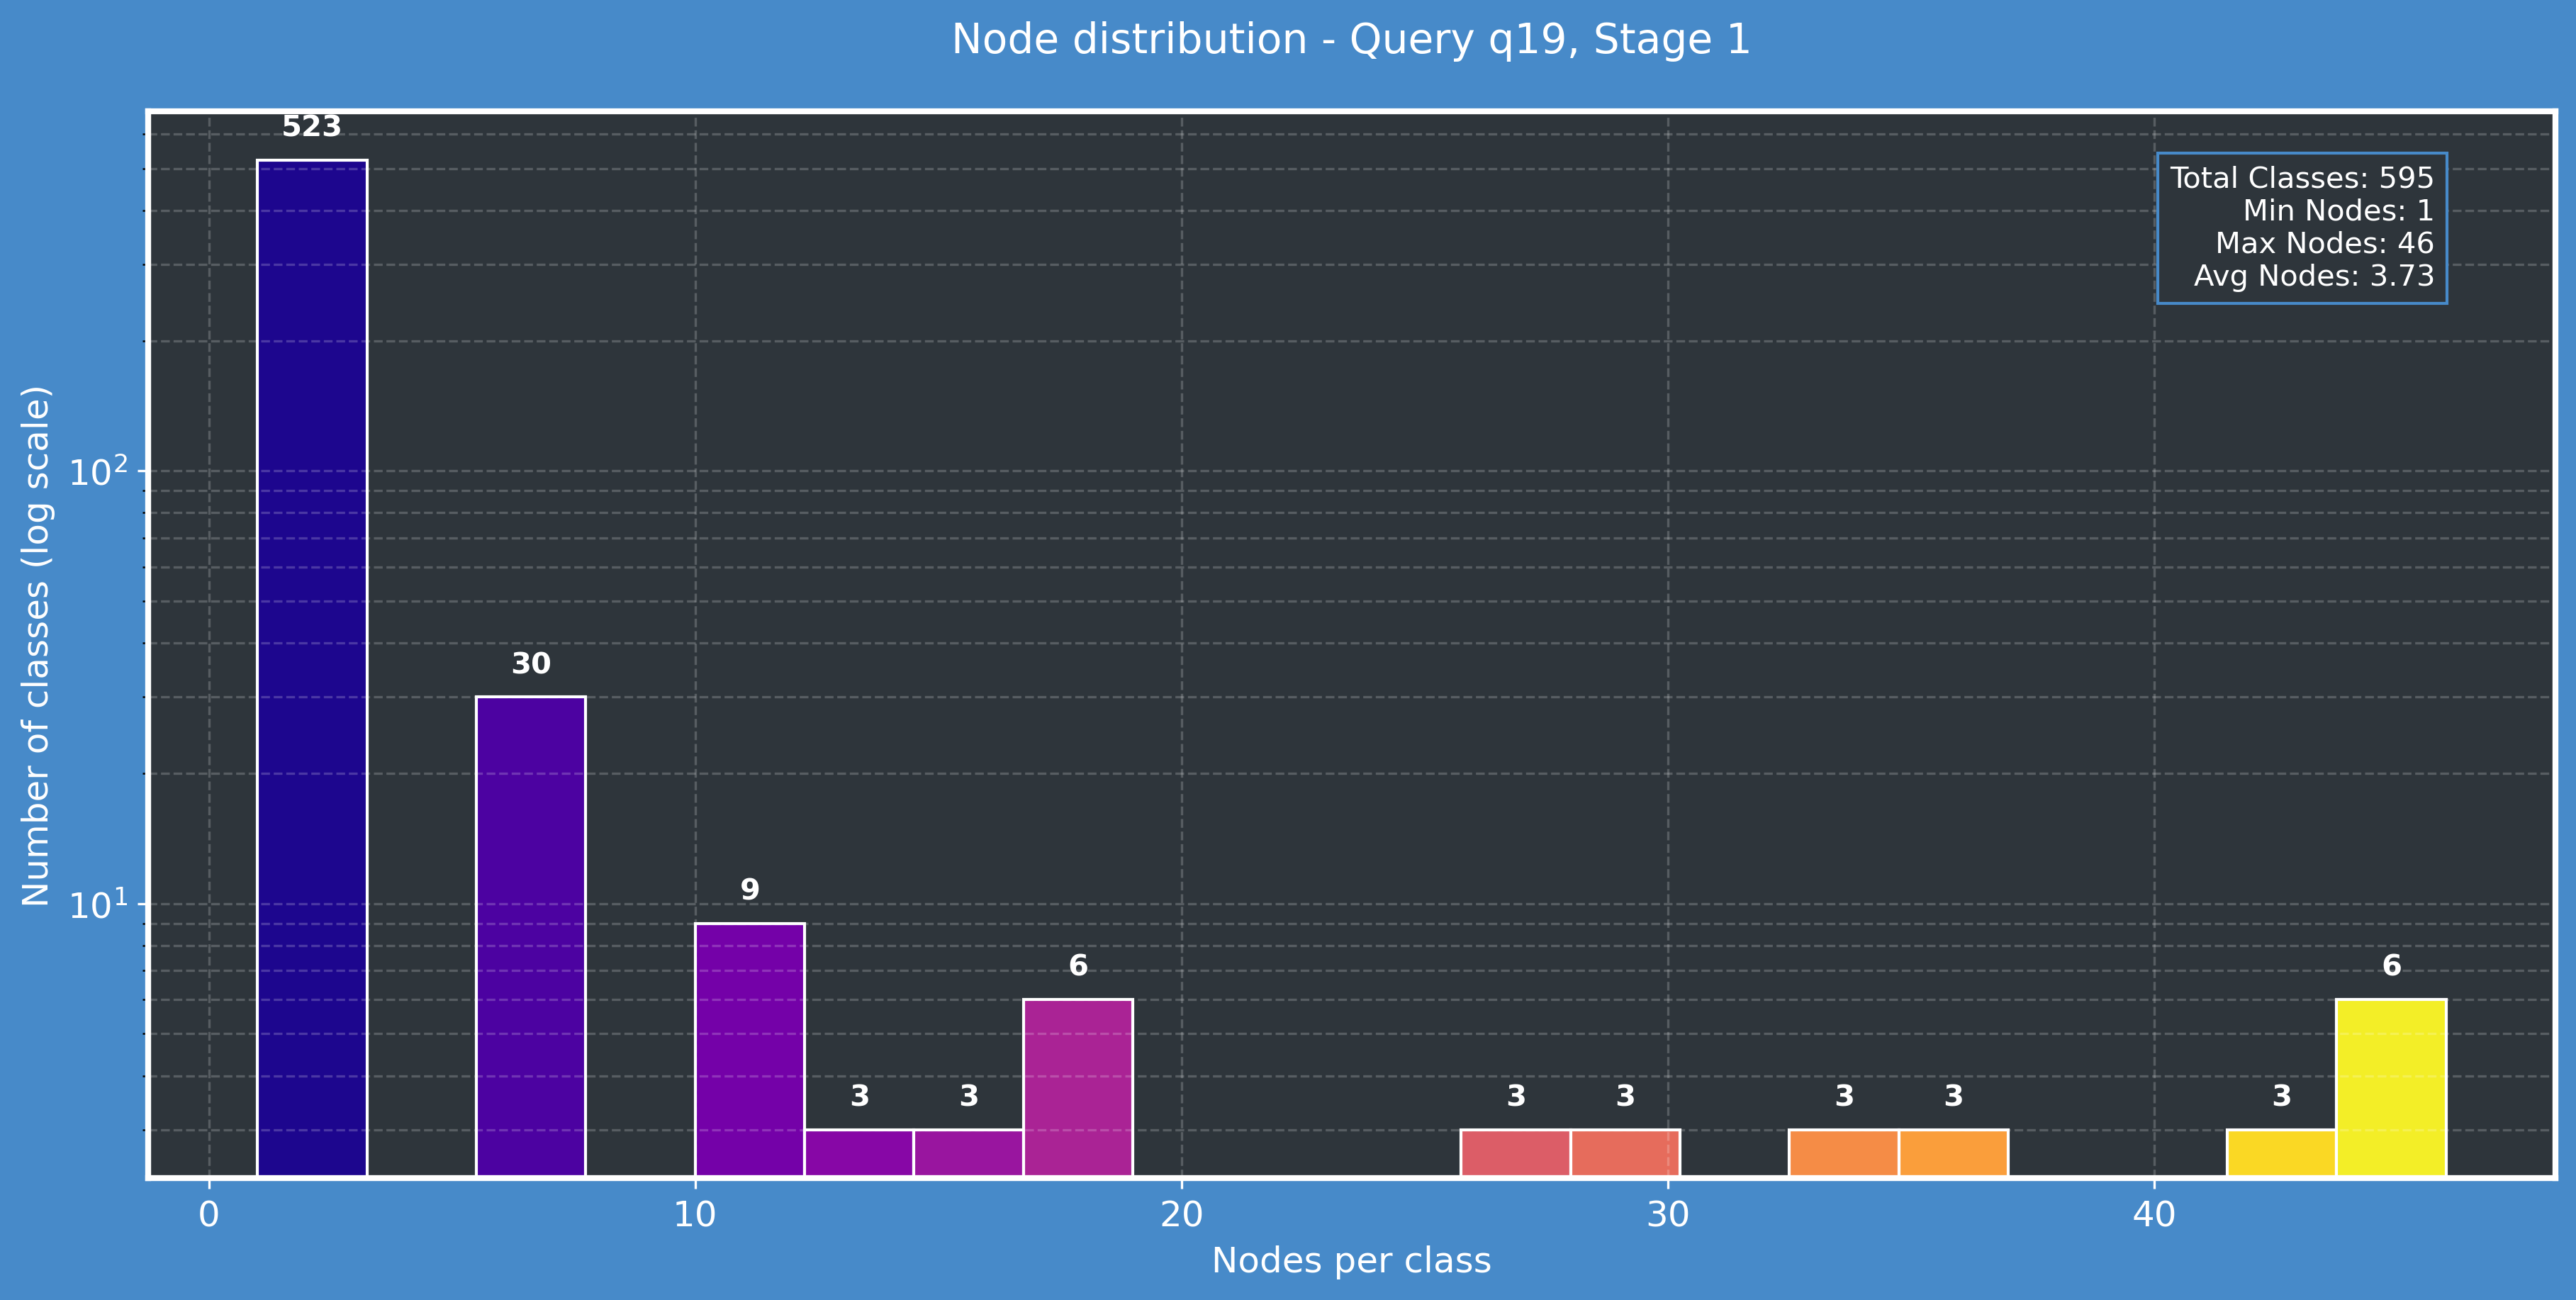 Node distribution - Query q19, Stage 1
523
Total Classes: 595
Min Nodes: 1
Max Nodes: 46
Avg Nodes: 3.73
Number of classes (log scale)
10²
10¹
30
9
3
3
6
3
3
3
3
3
6
0
10
20
30
40
Nodes per class